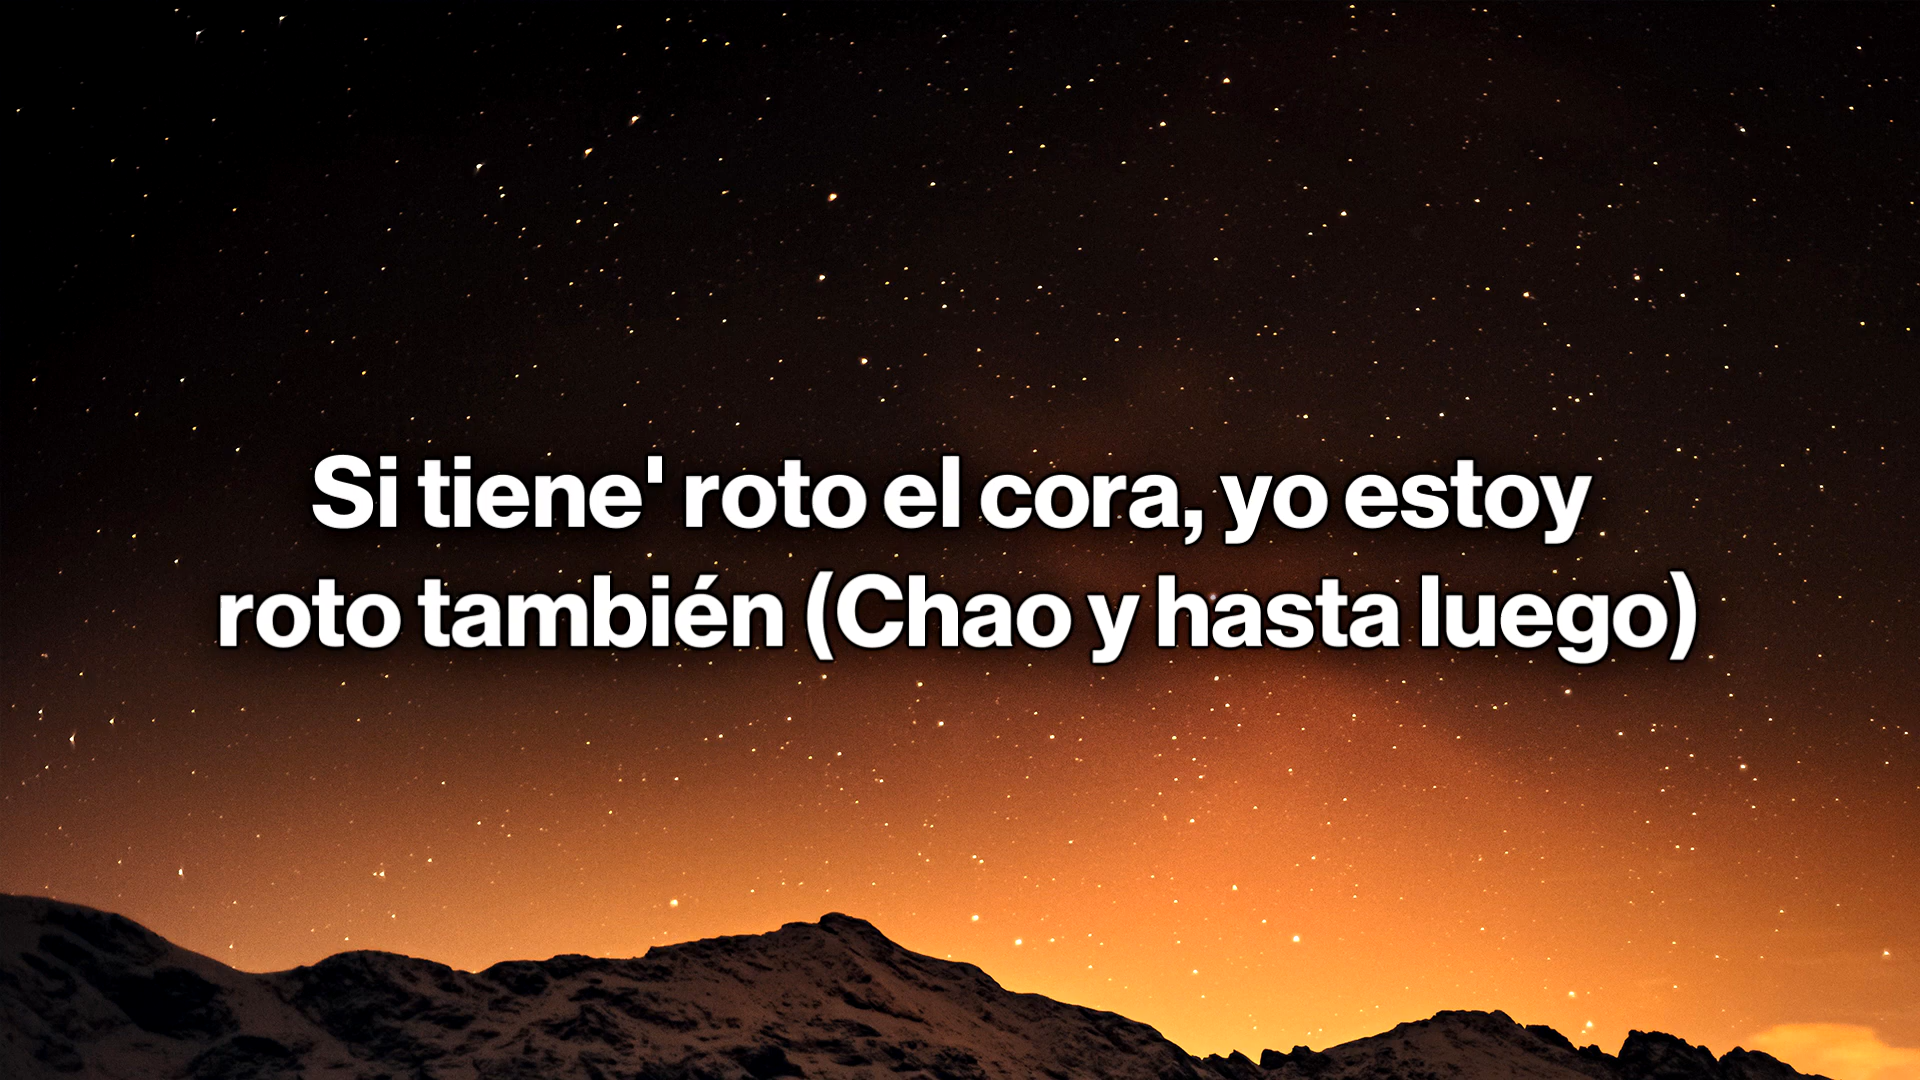 Si tiene' roto el cora, yo estoy
roto también (Chao y hasta luego)